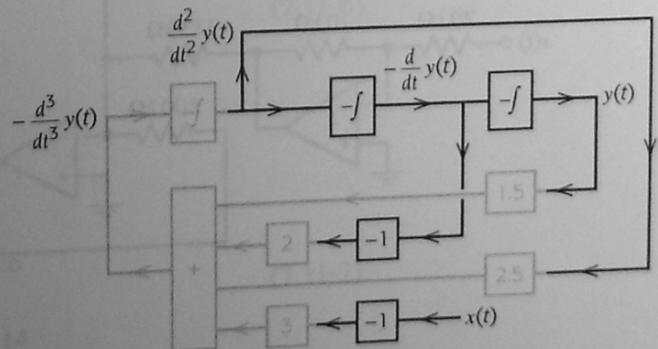 d²/dt² y(t)
-d/dt y(t)
-d³/dt³ y(t)
-∫
-∫
-∫
y(t)
1.5
2
-1
+
2.5
3
-1
x(t)